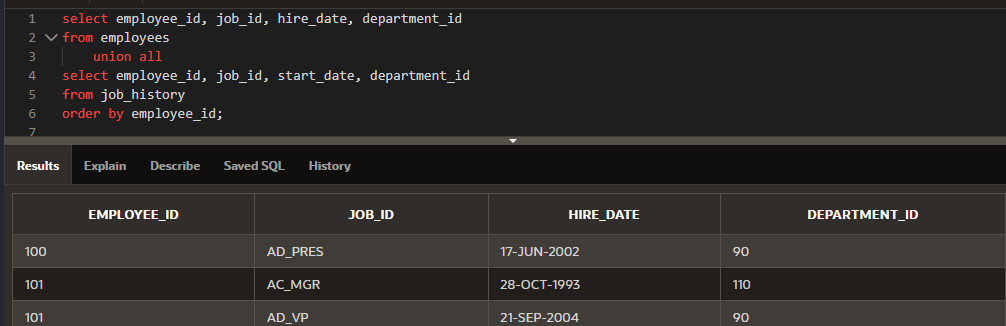 1 select employee_id, job_id, hire_date, department_id
2 from employees
3 union all
4 select employee_id, job_id, start_date, department_id
5 from job_history
6 order by employee_id;
7
Results Explain Describe Saved SQL History
EMPLOYEE_ID JOB_ID HIRE_DATE DEPARTMENT_ID
100 AD_PRES 17-JUN-2002 90
101 AC_MGR 28-OCT-1993 110
101 AD_VP 21-SEP-2004 90